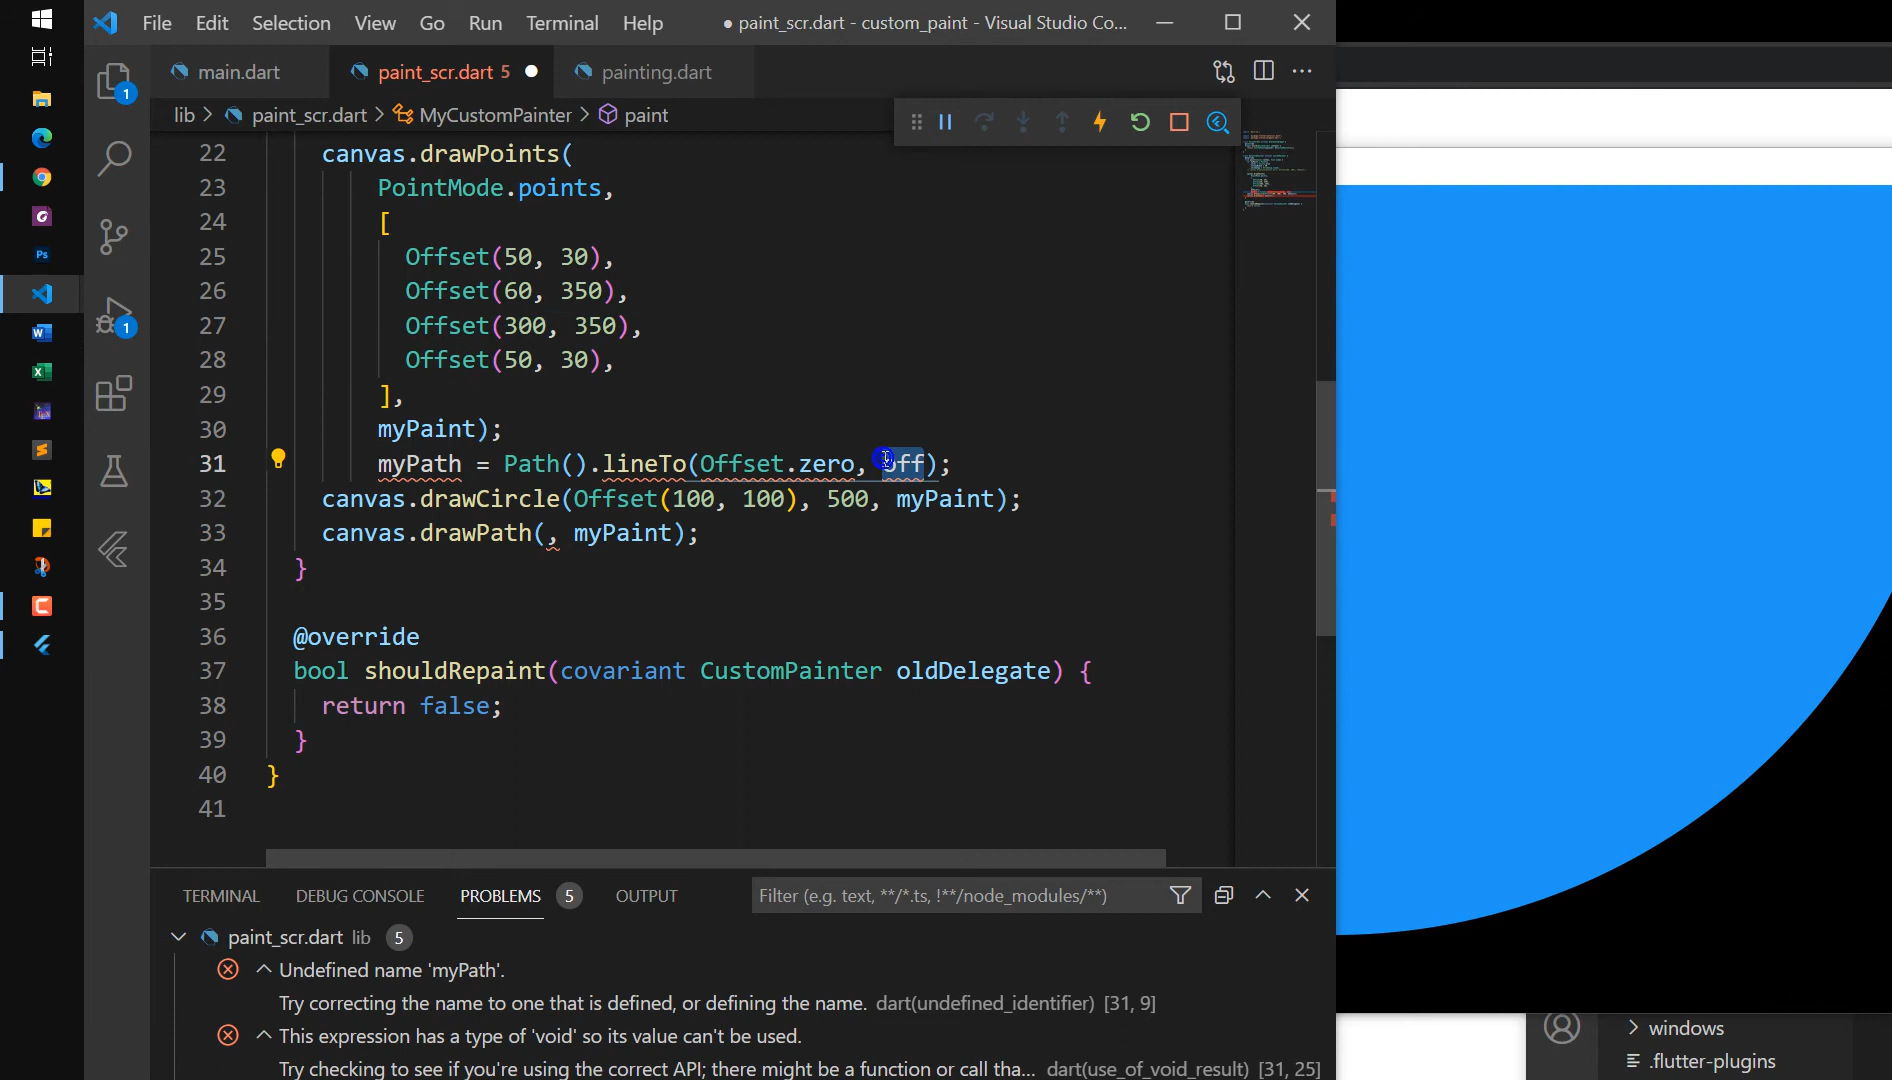 File Edit Selection View Go Run Terminal Help ● paint_scr.dart - custom_paint - Visual Studio Co...
main.dart paint_scr.dart 5 painting.dart
lib > paint_scr.dart > MyCustomPainter > paint
22 canvas.drawPoints(
23 PointMode.points,
24 [
25 Offset(50, 30),
26 Offset(60, 350),
27 Offset(300, 350),
28 Offset(50, 30),
29 ],
30 myPaint);
31 myPath = Path().lineTo(Offset.zero, off);
32 canvas.drawCircle(Offset(100, 100), 500, myPaint);
33 canvas.drawPath(, myPaint);
34 }
35
36 @override
37 bool shouldRepaint(covariant CustomPainter oldDelegate) {
38 return false;
39 }
40 }
41
TERMINAL DEBUG CONSOLE PROBLEMS 5 OUTPUT Filter (e.g. text, **/*.ts, !**/node_modules/**)
paint_scr.dart lib 5
Undefined name 'myPath'.
Try correcting the name to one that is defined, or defining the name. dart(undefined_identifier) [31, 9]
This expression has a type of 'void' so its value can't be used.
Try checking to see if you're using the correct API; there might be a function or call tha... dart(use_of_void_result) [31, 25]
1
1
Ps
W
X
windows
.flutter-plugins